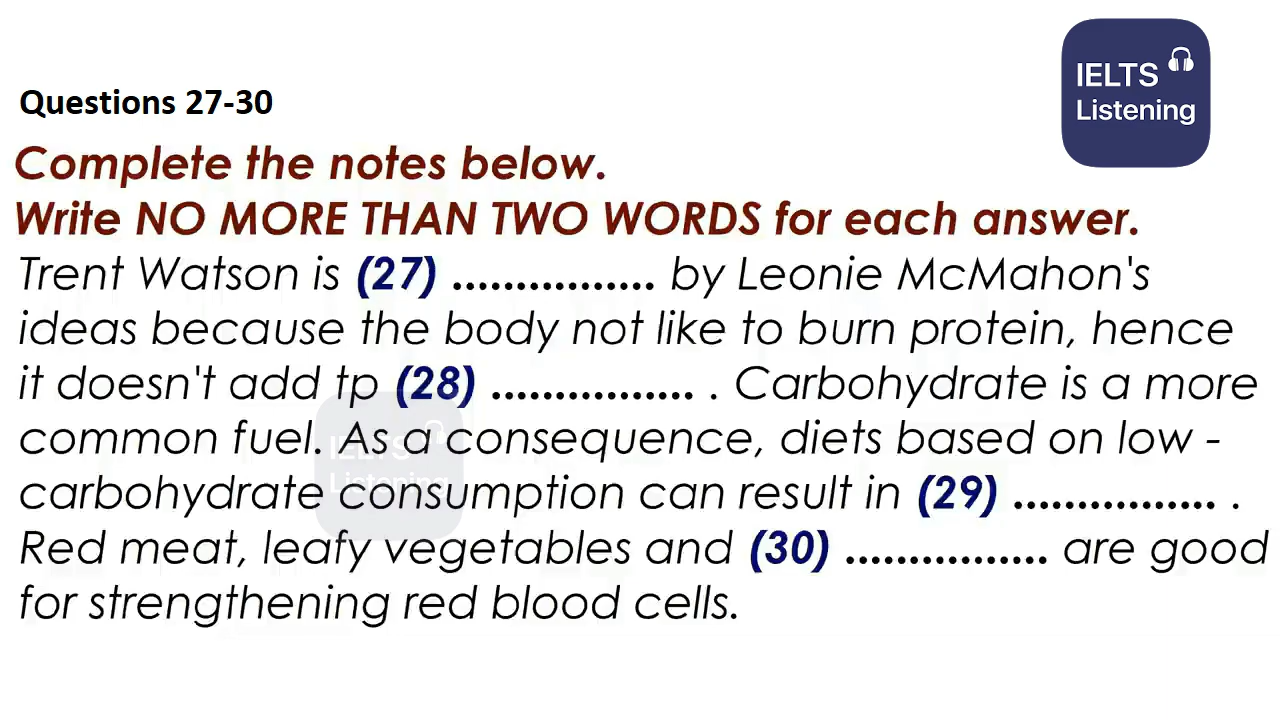 IELTS
Listening
Questions 27-30
Complete the notes below.
Write NO MORE THAN TWO WORDS for each answer.
Trent Watson is (27) ................ by Leonie McMahon's
ideas because the body not like to burn protein, hence
it doesn't add tp (28) ................ . Carbohydrate is a more
common fuel. As a consequence, diets based on low -
carbohydrate consumption can result in (29) ................ .
Red meat, leafy vegetables and (30) ................ are good
for strengthening red blood cells.
IELTS
Listening